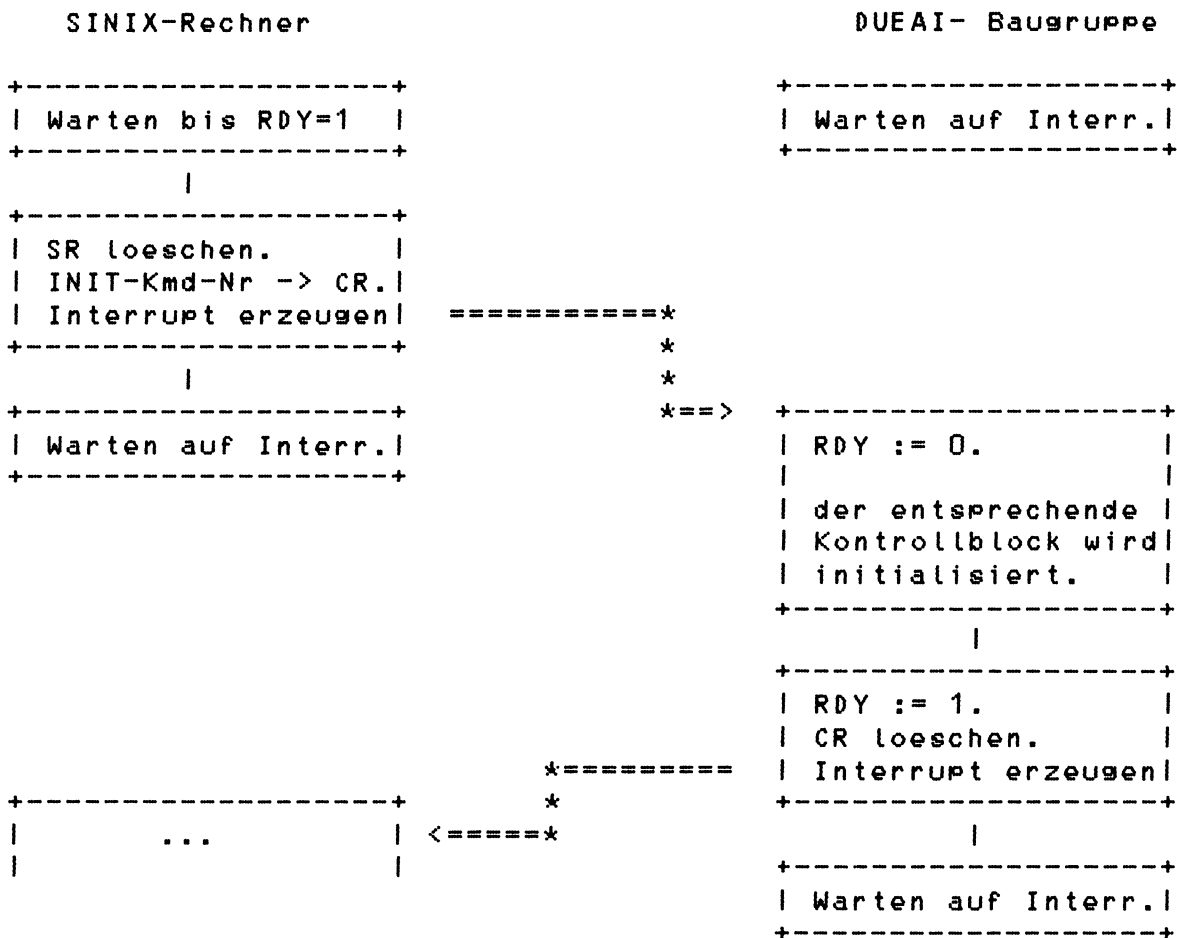 SINIX-Rechner DUEAI- Baugruppe
Warten bis RDY=1 Warten auf Interr.
SR loeschen.
INIT-Kmd-Nr -> CR.
Interrupt erzeugen
Warten auf Interr.
RDY := 0.
der entsprechende
Kontrollblock wird
initialisiert.
RDY := 1.
CR loeschen.
Interrupt erzeugen
...
Warten auf Interr.